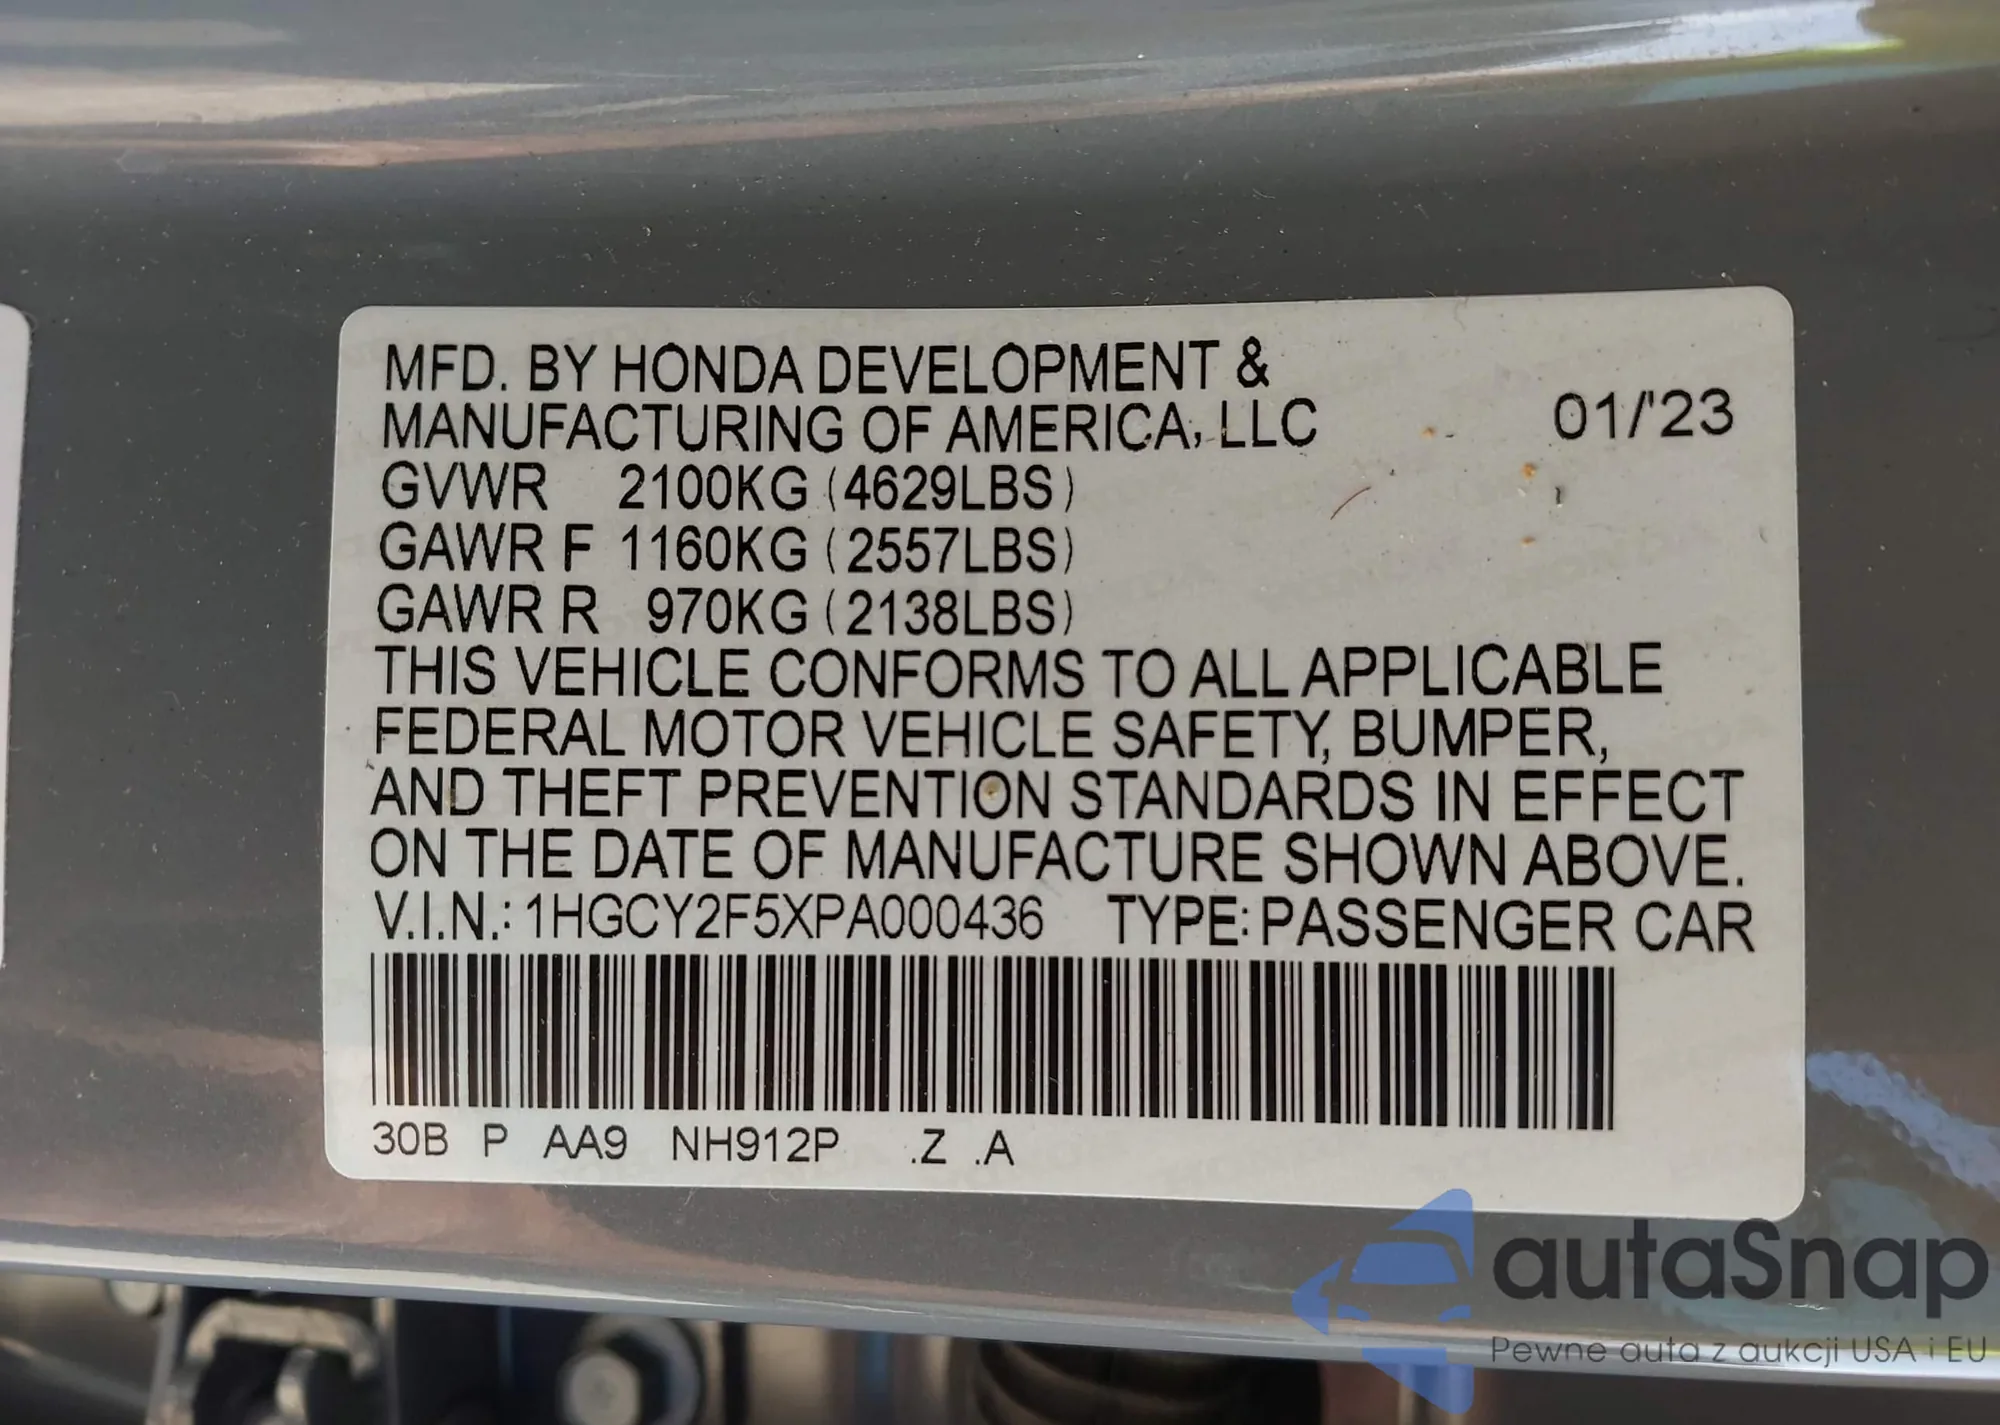 MFD. BY HONDA DEVELOPMENT &
MANUFACTURING OF AMERICA, LLC 01/'23
GVWR 2100KG (4629LBS)
GAWR F 1160KG (2557LBS)
GAWR R 970KG (2138LBS)
THIS VEHICLE CONFORMS TO ALL APPLICABLE
FEDERAL MOTOR VEHICLE SAFETY, BUMPER,
AND THEFT PREVENTION STANDARDS IN EFFECT
ON THE DATE OF MANUFACTURE SHOWN ABOVE.
V.I.N.: 1HGCY2F5XPA000436 TYPE: PASSENGER CAR
30B P AA9 NH912P .Z .A
autaSnap
Pewne auta z aukcji USA i EU